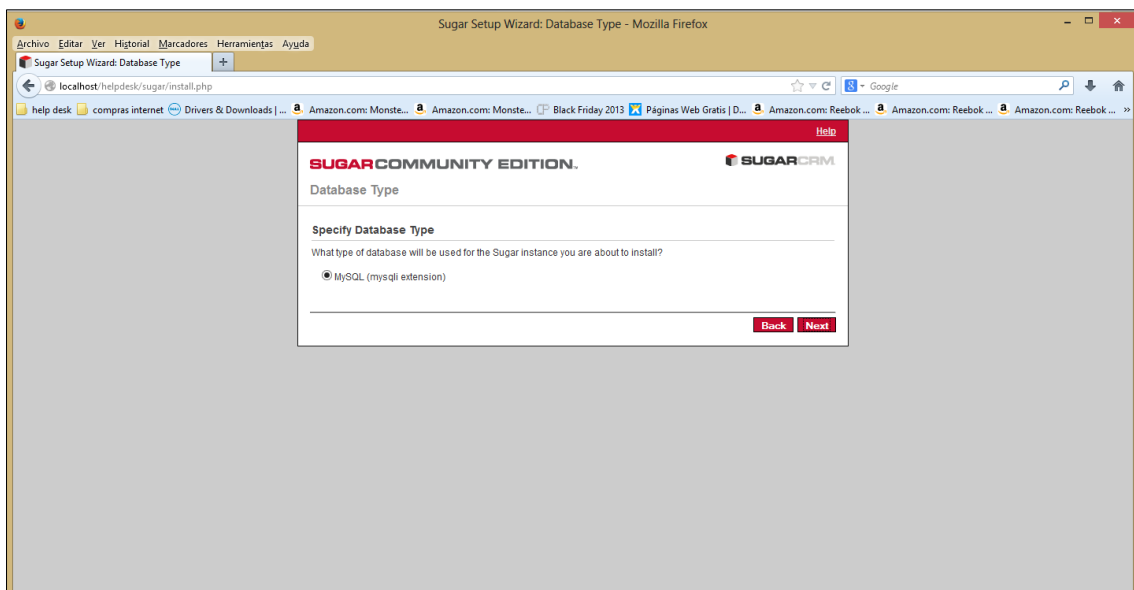 Sugar Setup Wizard: Database Type - Mozilla Firefox
Archivo Editar Ver Historial Marcadores Herramientas Ayuda
Sugar Setup Wizard: Database Type
localhost/helpdesk/sugar/install.php
8 Google
help desk compras internet Drivers & Downloads | ... Amazon.com: Monste... Amazon.com: Monste... Black Friday 2013 Páginas Web Gratis | D... Amazon.com: Reebok ... Amazon.com: Reebok ... Amazon.com: Reebok ... »
Help
SUGARCOMMUNITY EDITION™
SUGARCRM
Database Type
Specify Database Type
What type of database will be used for the Sugar instance you are about to install?
MySQL (mysqli extension)
Back Next